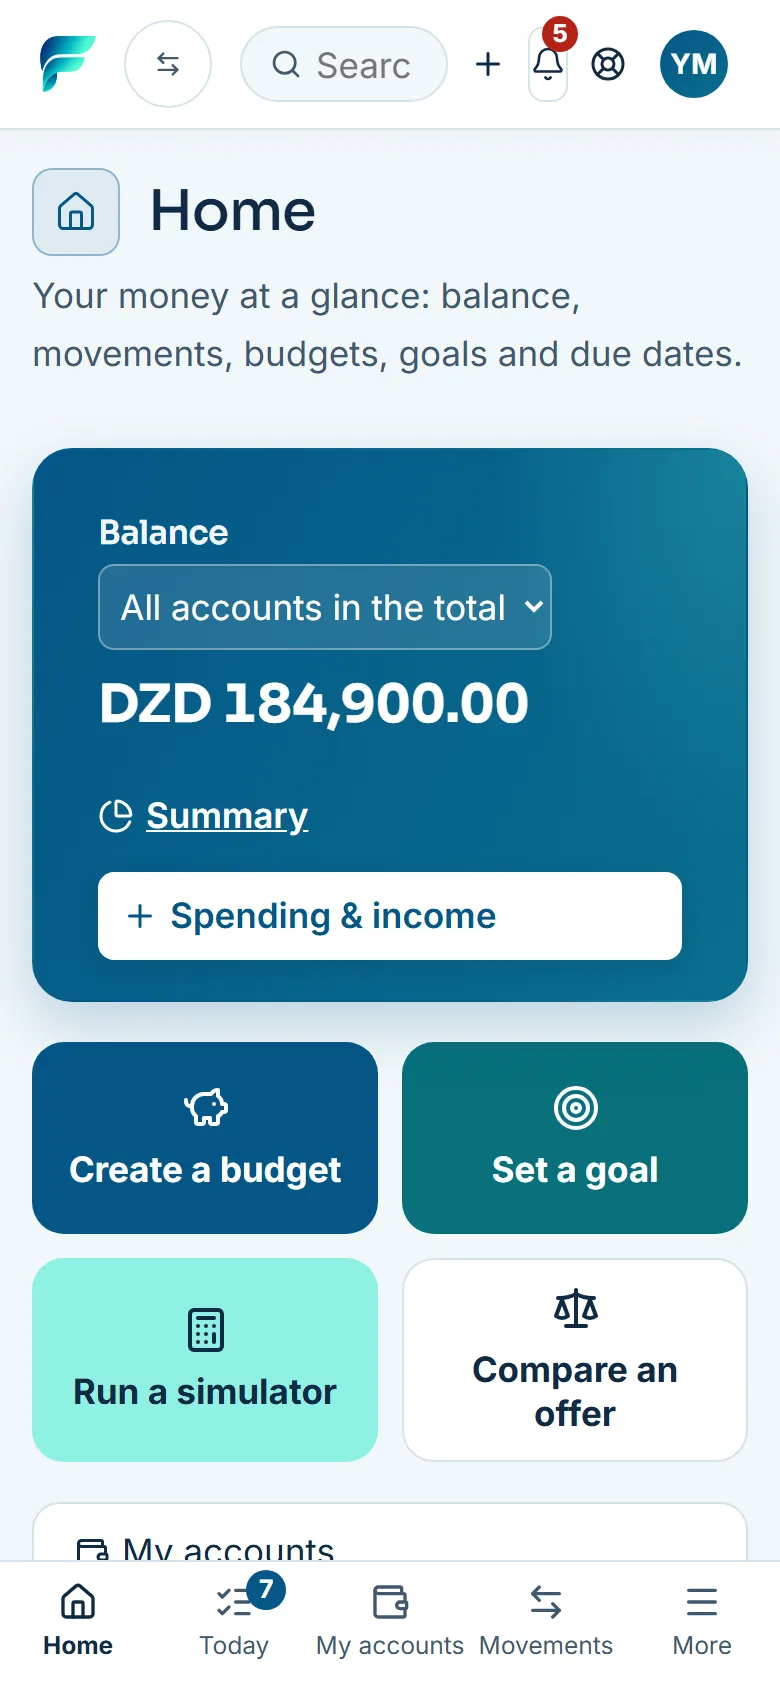 Searc
5
YM
Home
Your money at a glance: balance,
movements, budgets, goals and due dates.
Balance
All accounts in the total
DZD 184,900.00
Summary
Spending & income
Create a budget
Set a goal
Run a simulator
Compare an
offer
My accounts
7
Home
Today
My accounts
Movements
More